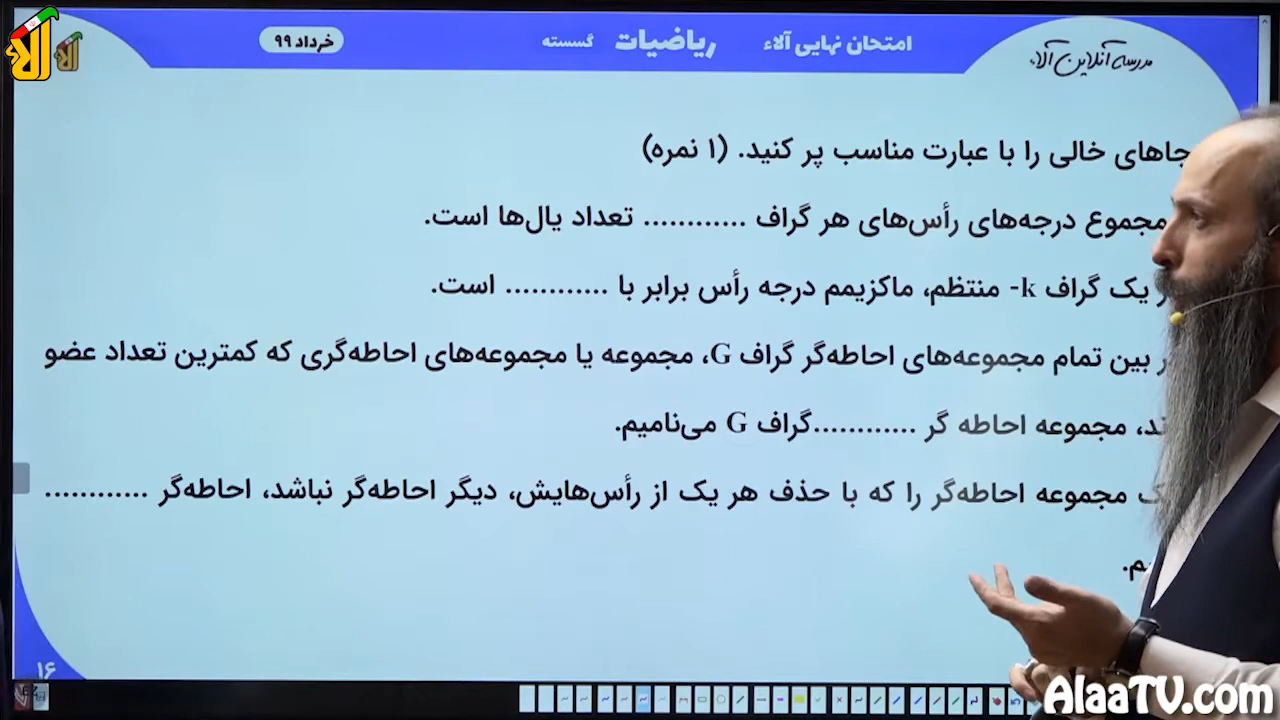 آلاء
خرداد ۹۹
امتحان نهایی آلاء ریاضیات گسسته
مدرسه آنلاین آلاء
جاهای خالی را با عبارت مناسب پر کنید. (۱ نمره)
مجموع درجه‌های رأس‌های هر گراف ............ تعداد یال‌ها است.
یک گراف k- منتظم، ماکزیمم درجه رأس برابر با ............ است.
بین تمام مجموعه‌های احاطه‌گر گراف G، مجموعه یا مجموعه‌های احاطه‌گری که کمترین تعداد عضو
مجموعه احاطه گر ............گراف G می‌نامیم.
مجموعه احاطه‌گر را که با حذف هر یک از رأس‌هایش، دیگر احاطه‌گر نباشد، احاطه‌گر ............
۱۶
AlaaTV.com